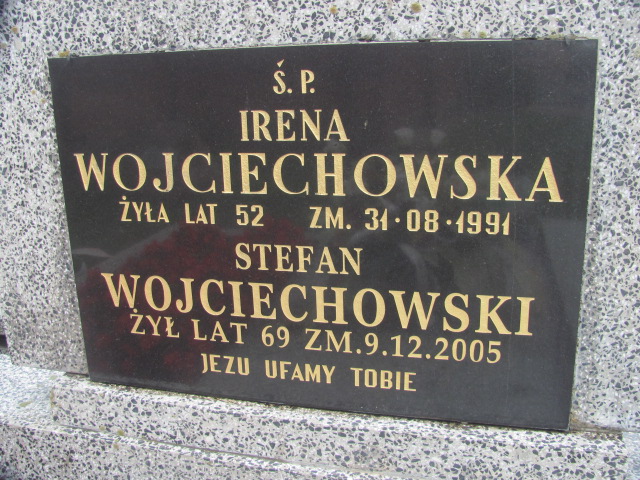 Ś. P.
IRENA
WOJCIECHOWSKA
ŻYŁA LAT 52 ZM. 31·08·1991
STEFAN
WOJCIECHOWSKI
ŻYŁ LAT 69 ZM.9.12.2005
JEZU UFAMY TOBIE